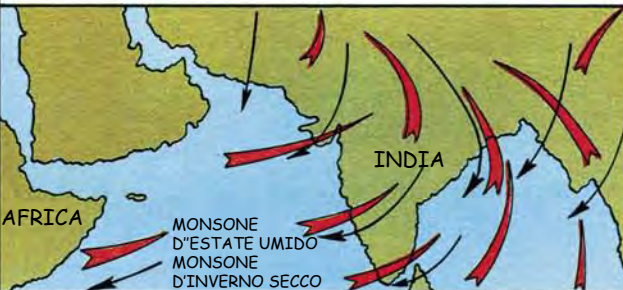 INDIA
AFRICA
MONSONE
D''ESTATE UMIDO
MONSONE
D'INVERNO SECCO